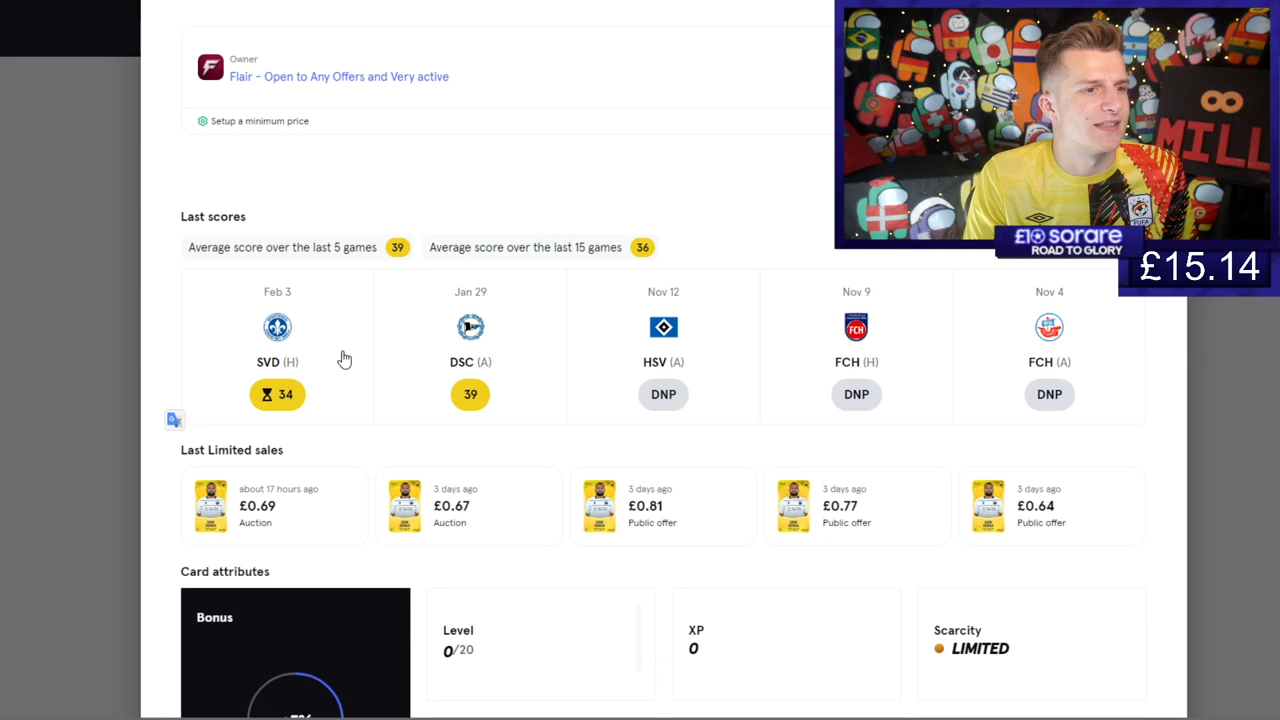 Owner
Flair - Open to Any Offers and Very active
Setup a minimum price
MILL
£10 sorare
ROAD TO GLORY
£15.14
Last scores
Average score over the last 5 games 39 Average score over the last 15 games 36
Feb 3 Jan 29 Nov 12 Nov 9 Nov 4
SVD (H) DSC (A) HSV (A) FCH (H) FCH (A)
34 39 DNP DNP DNP
Last Limited sales
about 17 hours ago 3 days ago 3 days ago 3 days ago 3 days ago
£0.69 £0.67 £0.81 £0.77 £0.64
Auction Auction Public offer Public offer Public offer
Card attributes
Bonus
Level
0/20
XP
0
Scarcity
LIMITED